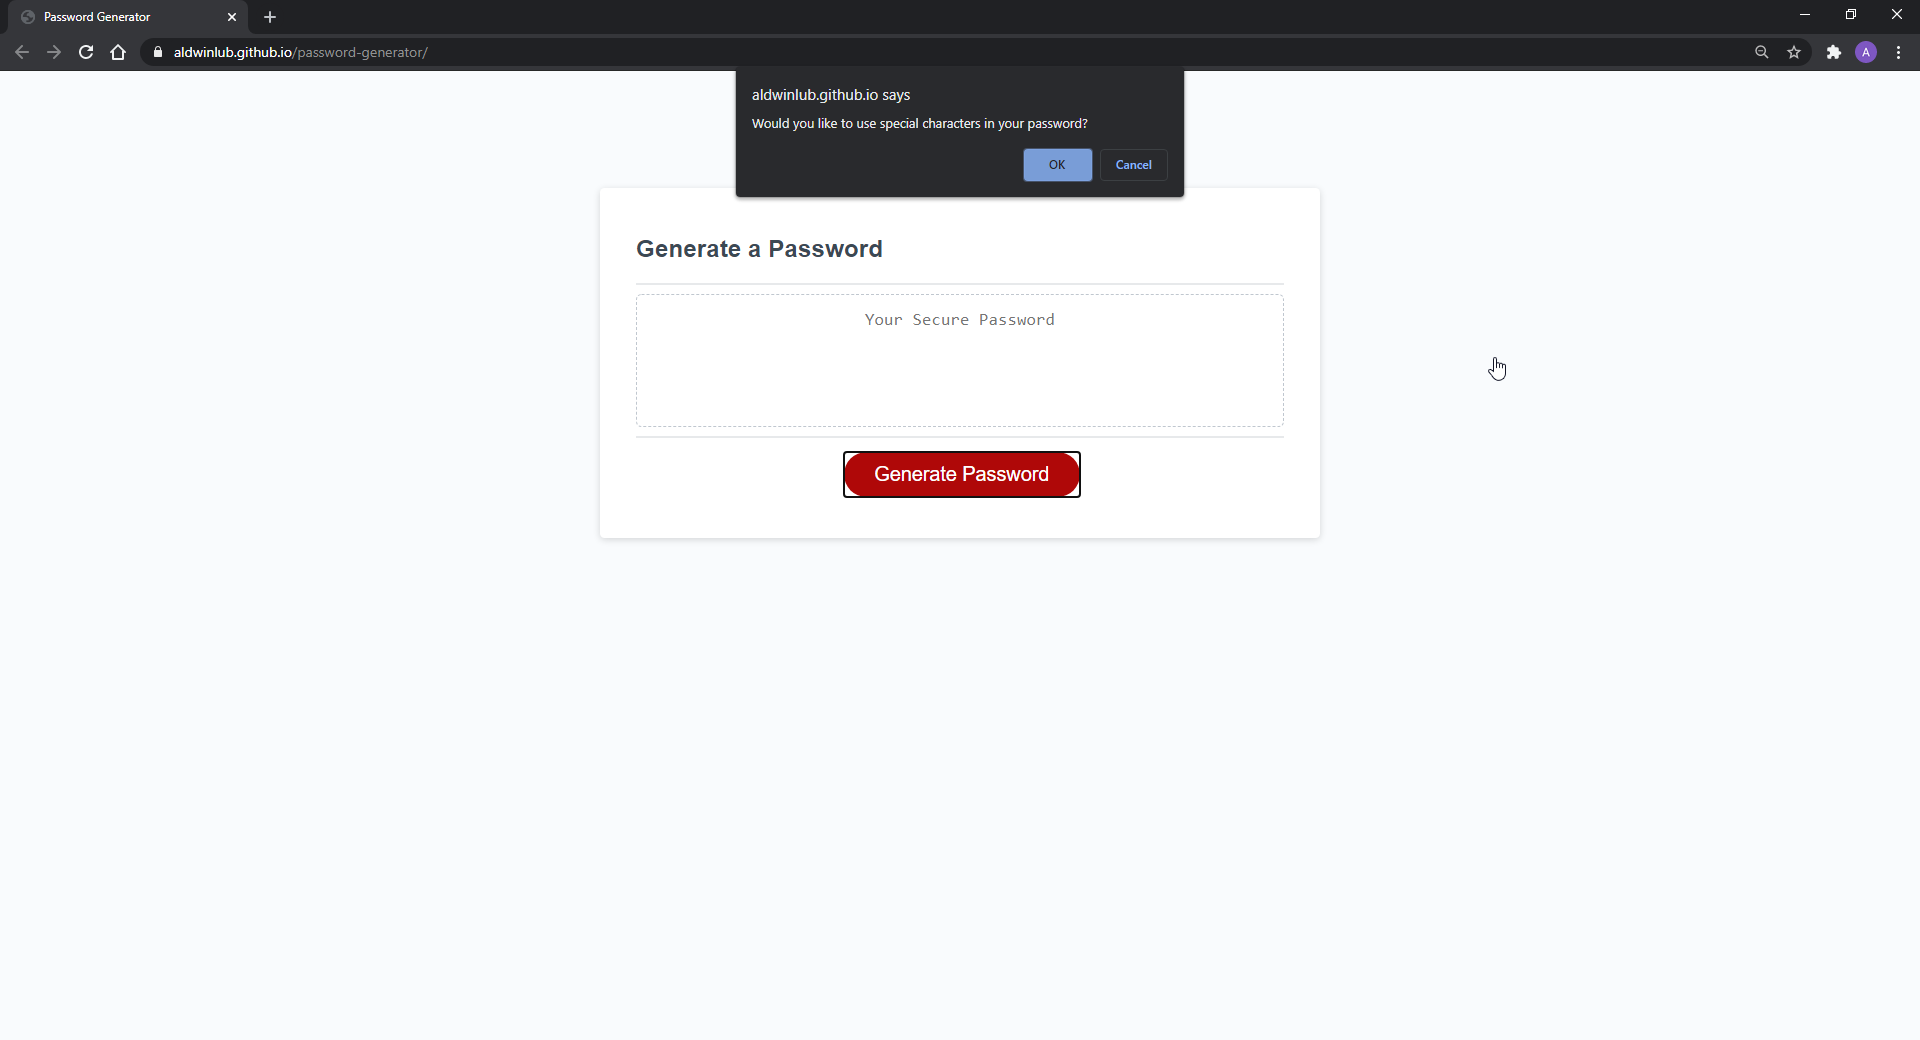 Password Generator
aldwinlub.github.io/password-generator/
A
aldwinlub.github.io says
Would you like to use special characters in your password?
OK
Cancel
Generate a Password
Your Secure Password
Generate Password